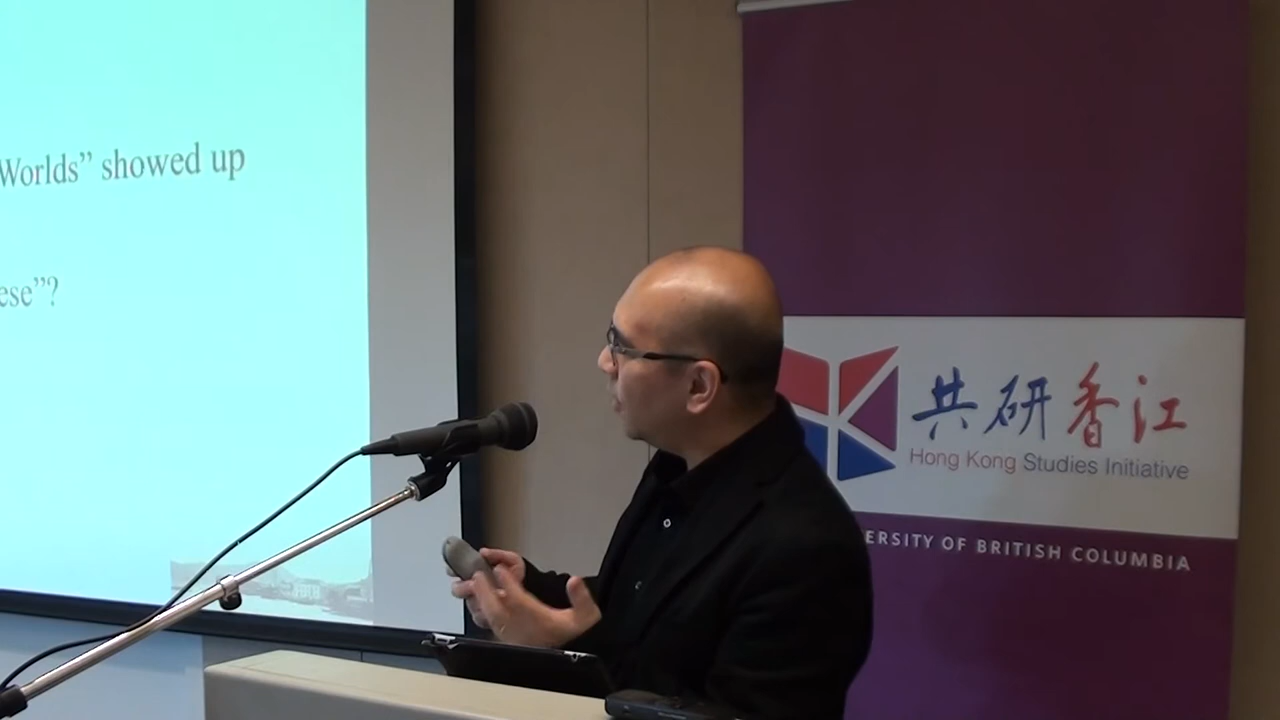 Worlds” showed up
ese”?
共研香江
Hong Kong Studies Initiative
ERSITY OF BRITISH COLUMBIA